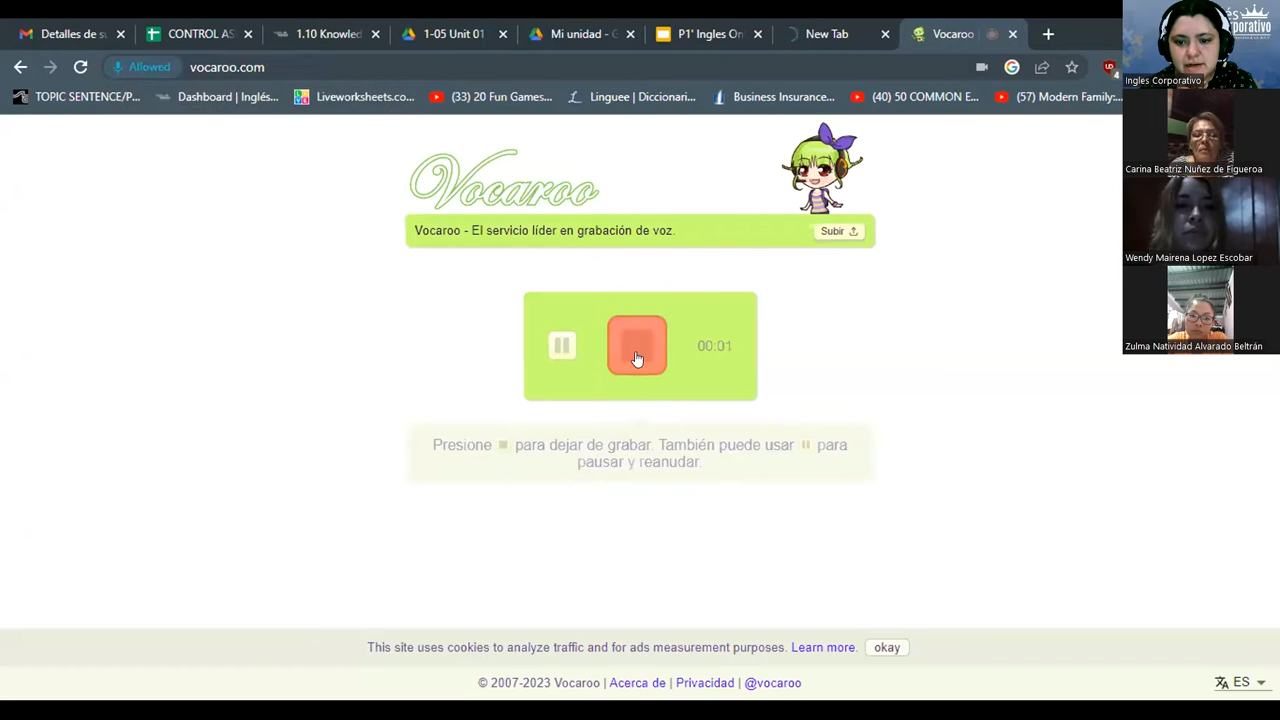 Detalles de su
CONTROL AS
1.10 Knowled
1-05 Unit 01
Mi unidad - G
P1' Ingles On
New Tab
Vocaroo
Allowed
vocaroo.com
TOPIC SENTENCE/P...
Dashboard | Inglés...
Liveworksheets.co...
(33) 20 Fun Games...
Linguee | Diccionari...
Business Insurance...
(40) 50 COMMON E...
(57) Modern Family:...
Vocaroo
Vocaroo - El servicio líder en grabación de voz.
Subir
00:01
Presione para dejar de grabar. También puede usar para
pausar y reanudar.
This site uses cookies to analyze traffic and for ads measurement purposes. Learn more.
okay
© 2007-2023 Vocaroo | Acerca de | Privacidad | @vocaroo
ES
Ingles Corporativo
Carina Beatriz Nuñez de Figueroa
Wendy Mairena Lopez Escobar
Zulma Natividad Alvarado Beltrán